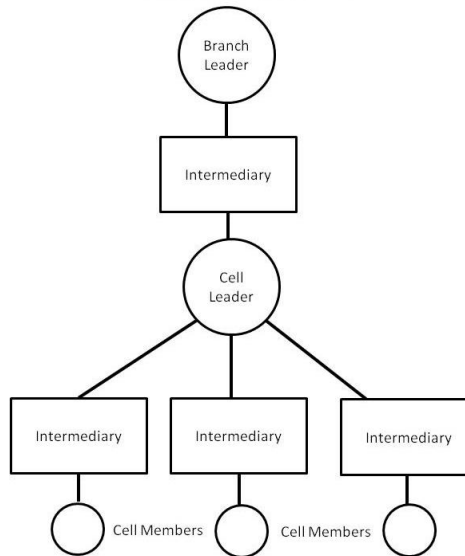 Branch
Leader
Intermediary
Cell
Leader
Intermediary
Intermediary
Intermediary
Cell Members
Cell Members